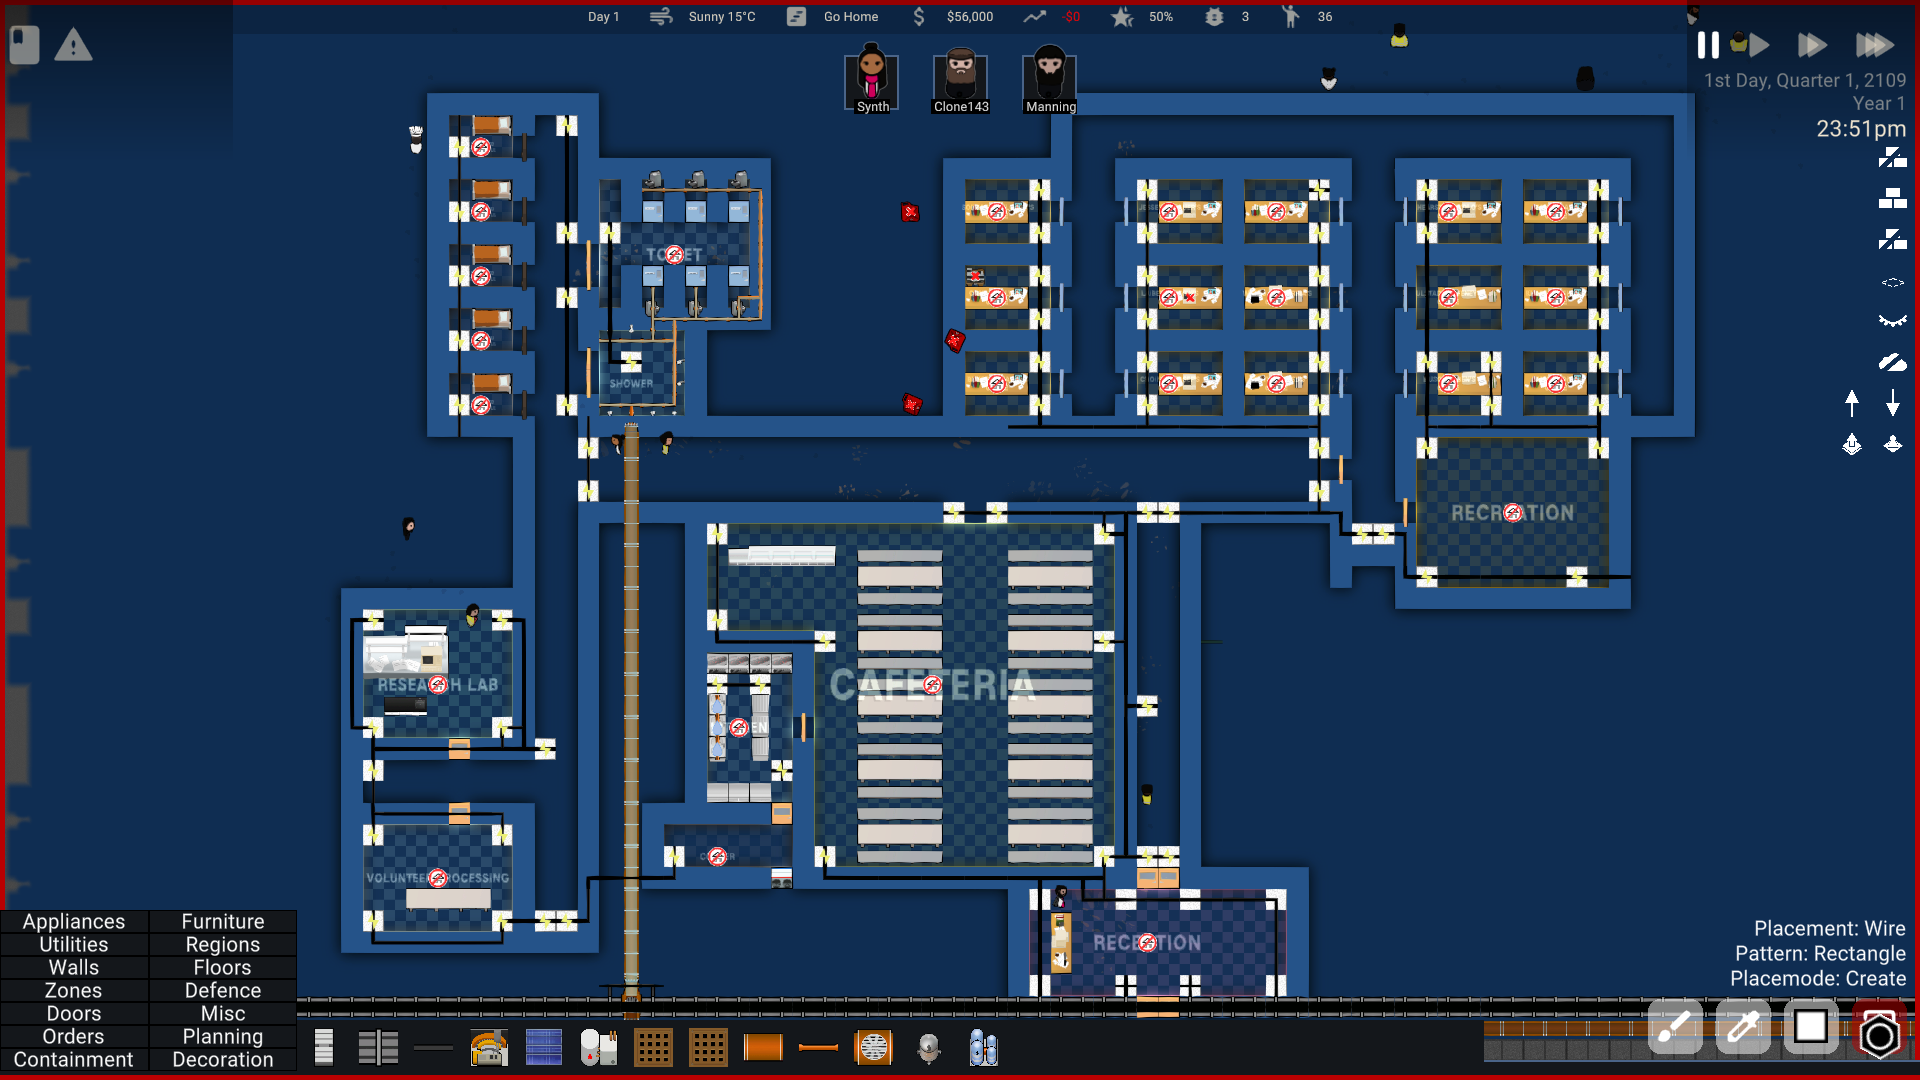 Day 1 Sunny 15°C Go Home $56,000 -$0 50% 3 36
Synth Clone143 Manning
1st Day, Quarter 1, 2109
Year 1
23:51pm
SHOWER
RECREATION
CAFETERIA
RESEARCH LAB
VOLUNTEER PROCESSING
RECEPTION
Appliances Furniture
Utilities Regions
Walls Floors
Zones Defence
Doors Misc
Orders Planning
Containment Decoration
Placement: Wire
Pattern: Rectangle
Placemode: Create